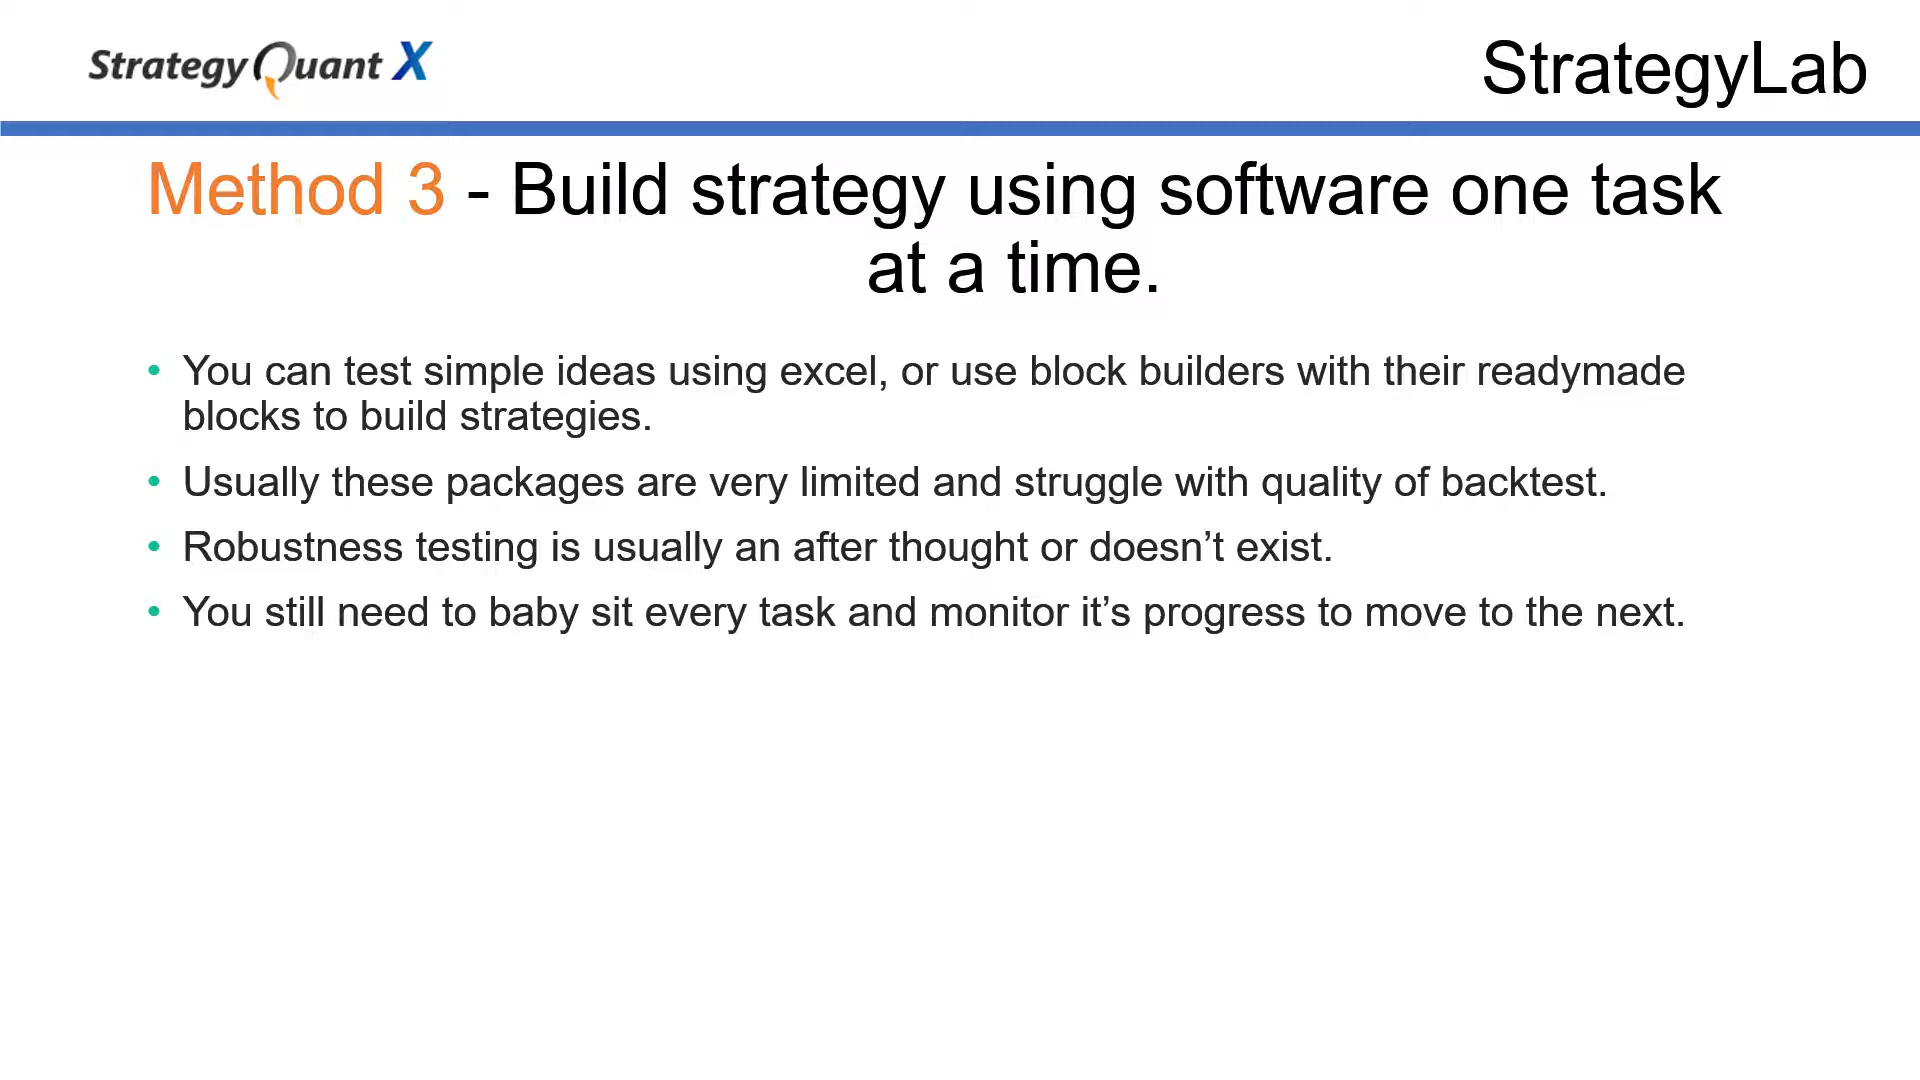 StrategyQuant X
StrategyLab
Method 3 - Build strategy using software one task
at a time.
• You can test simple ideas using excel, or use block builders with their readymade
blocks to build strategies.
• Usually these packages are very limited and struggle with quality of backtest.
• Robustness testing is usually an after thought or doesn’t exist.
• You still need to baby sit every task and monitor it’s progress to move to the next.